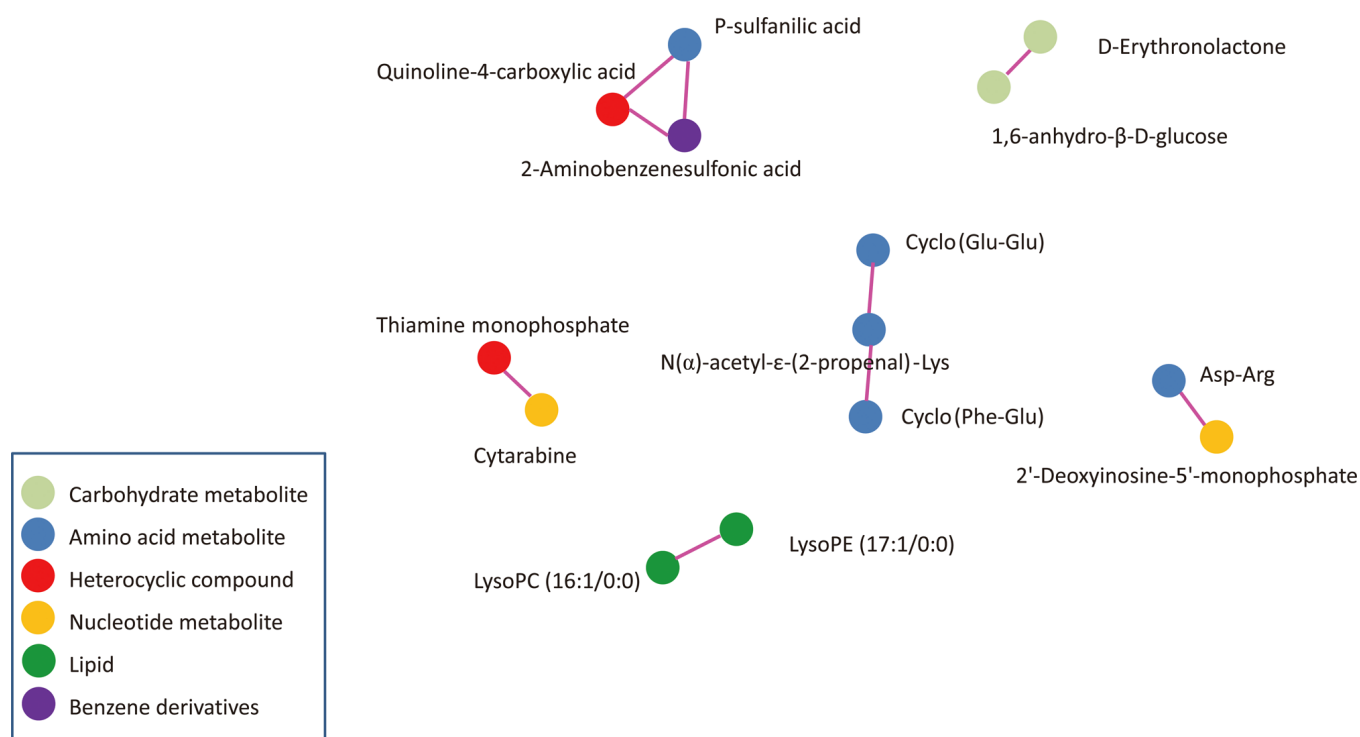 P-sulfanilic acid
D-Erythronolactone
Quinoline-4-carboxylic acid
1,6-anhydro-β-D-glucose
2-Aminobenzenesulfonic acid
Cyclo(Glu-Glu)
Thiamine monophosphate
N(α)-acetyl-ε-(2-propenal)-Lys
Asp-Arg
Cyclo(Phe-Glu)
Cytarabine
2'-Deoxyinosine-5'-monophosphate
LysoPE (17:1/0:0)
LysoPC (16:1/0:0)
Carbohydrate metabolite
Amino acid metabolite
Heterocyclic compound
Nucleotide metabolite
Lipid
Benzene derivatives